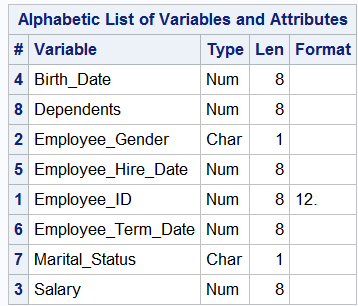 Alphabetic List of Variables and Attributes
# Variable Type Len Format
4 Birth_Date Num 8
8 Dependents Num 8
2 Employee_Gender Char 1
5 Employee_Hire_Date Num 8
1 Employee_ID Num 8 12.
6 Employee_Term_Date Num 8
7 Marital_Status Char 1
3 Salary Num 8